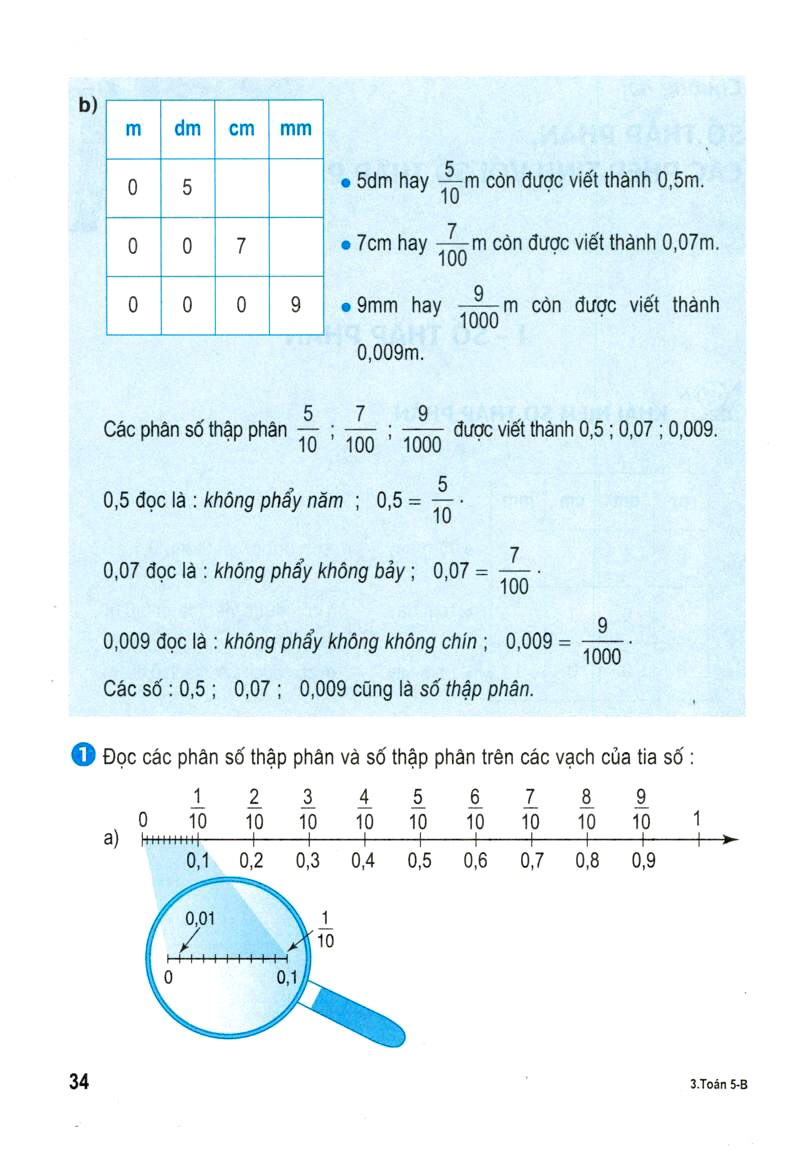 b)
m dm cm mm
0 5
0 0 7
0 0 0 9
• 5dm hay 5/10 m còn được viết thành 0,5m.
• 7cm hay 7/100 m còn được viết thành 0,07m.
• 9mm hay 9/1000 m còn được viết thành
0,009m.
Các phân số thập phân 5/10 ; 7/100 ; 9/1000 được viết thành 0,5 ; 0,07 ; 0,009.
0,5 đọc là : không phẩy năm ; 0,5 = 5/10 .
0,07 đọc là : không phẩy không bảy ; 0,07 = 7/100 .
0,009 đọc là : không phẩy không không chín ; 0,009 = 9/1000 .
Các số : 0,5 ; 0,07 ; 0,009 cũng là số thập phân.
1 Đọc các phân số thập phân và số thập phân trên các vạch của tia số :
a) 0 1/10 2/10 3/10 4/10 5/10 6/10 7/10 8/10 9/10 1
0,1 0,2 0,3 0,4 0,5 0,6 0,7 0,8 0,9
0,01 1/10
0 0,1
34
3.Toán 5-B